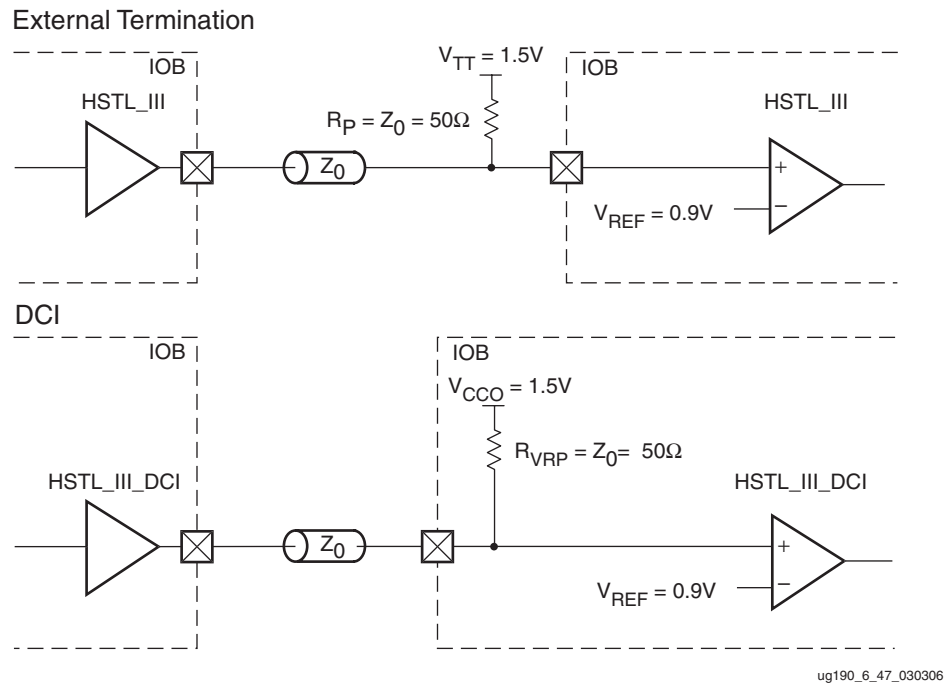 External Termination
IOB
HSTL_III
V_TT = 1.5V
R_P = Z_0 = 50Ω
Z_0
IOB
HSTL_III
+
−
V_REF = 0.9V
DCI
IOB
HSTL_III_DCI
Z_0
IOB
V_CCO = 1.5V
R_VRP = Z_0 = 50Ω
HSTL_III_DCI
+
−
V_REF = 0.9V
ug190_6_47_030306